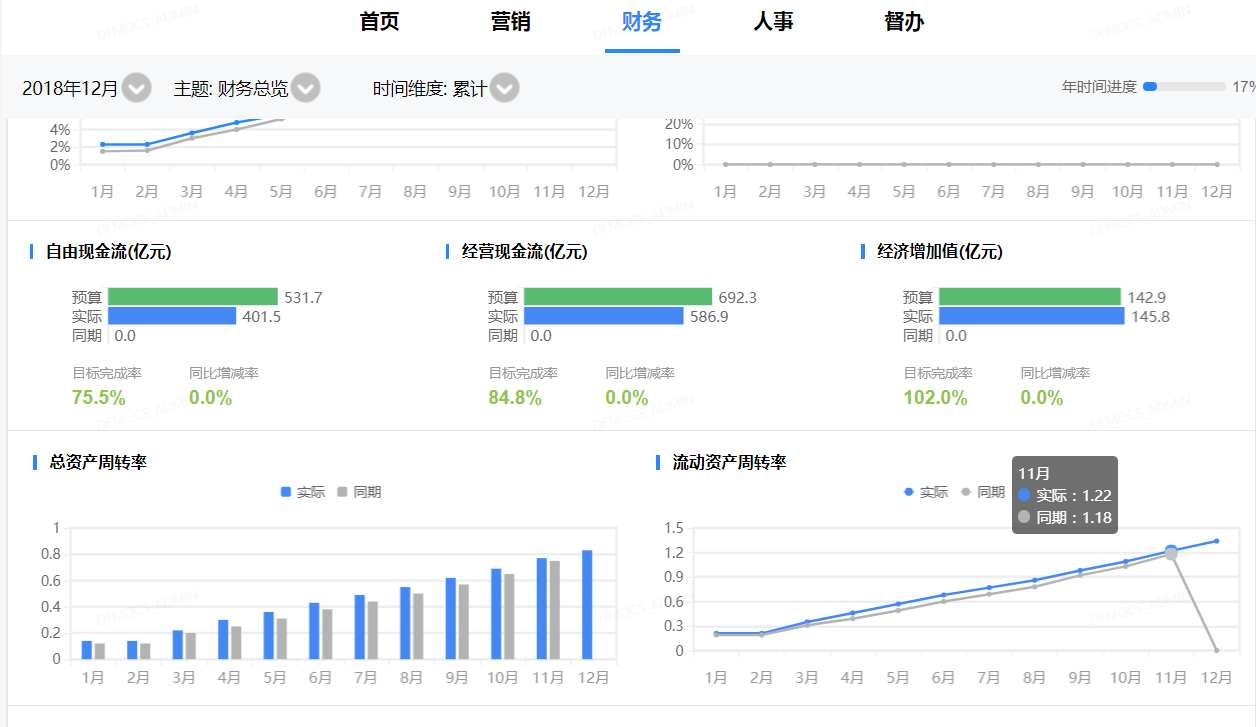 首页 营销 财务 人事 督办
2018年12月 主题: 财务总览 时间维度: 累计 年时间进度 17%
4%
2%
0%
1月 2月 3月 4月 5月 6月 7月 8月 9月 10月 11月 12月
20%
10%
0%
1月 2月 3月 4月 5月 6月 7月 8月 9月 10月 11月 12月
自由现金流(亿元)
预算 531.7
实际 401.5
同期 0.0
目标完成率 同比增减率
75.5% 0.0%
经营现金流(亿元)
预算 692.3
实际 586.9
同期 0.0
目标完成率 同比增减率
84.8% 0.0%
经济增加值(亿元)
预算 142.9
实际 145.8
同期 0.0
目标完成率 同比增减率
102.0% 0.0%
总资产周转率
实际 同期
1
0.8
0.6
0.4
0.2
0
1月 2月 3月 4月 5月 6月 7月 8月 9月 10月 11月 12月
流动资产周转率
实际 同期
11月
实际：1.22
同期：1.18
1.5
1.2
0.9
0.6
0.3
0
1月 2月 3月 4月 5月 6月 7月 8月 9月 10月 11月 12月
DFMOCS_ADMIN
DFMOCS_ADMIN
DFMOCS_ADMIN
DFMOCS_ADMIN
DFMOCS_ADMIN
DFMOCS_ADMIN
DFMOCS_ADMIN
DFMOCS_ADMIN
DFMOCS_ADMIN
DFMOCS_ADMIN
DFMOCS_ADMIN